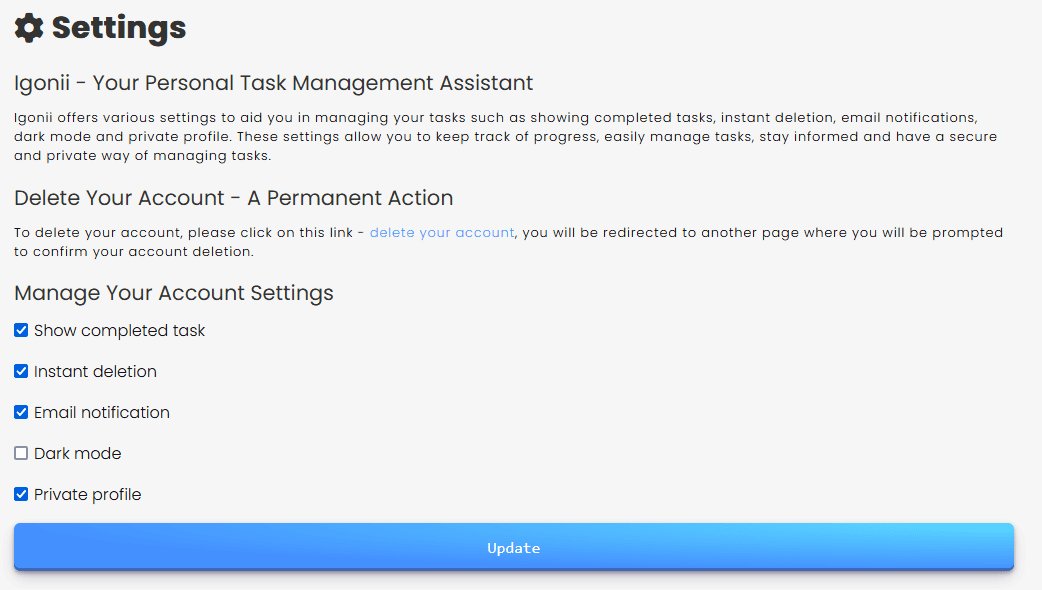 Settings
Igonii - Your Personal Task Management Assistant
Igonii offers various settings to aid you in managing your tasks such as showing completed tasks, instant deletion, email notifications,
dark mode and private profile. These settings allow you to keep track of progress, easily manage tasks, stay informed and have a secure
and private way of managing tasks.
Delete Your Account - A Permanent Action
To delete your account, please click on this link - delete your account, you will be redirected to another page where you will be prompted
to confirm your account deletion.
Manage Your Account Settings
Show completed task
Instant deletion
Email notification
Dark mode
Private profile
Update